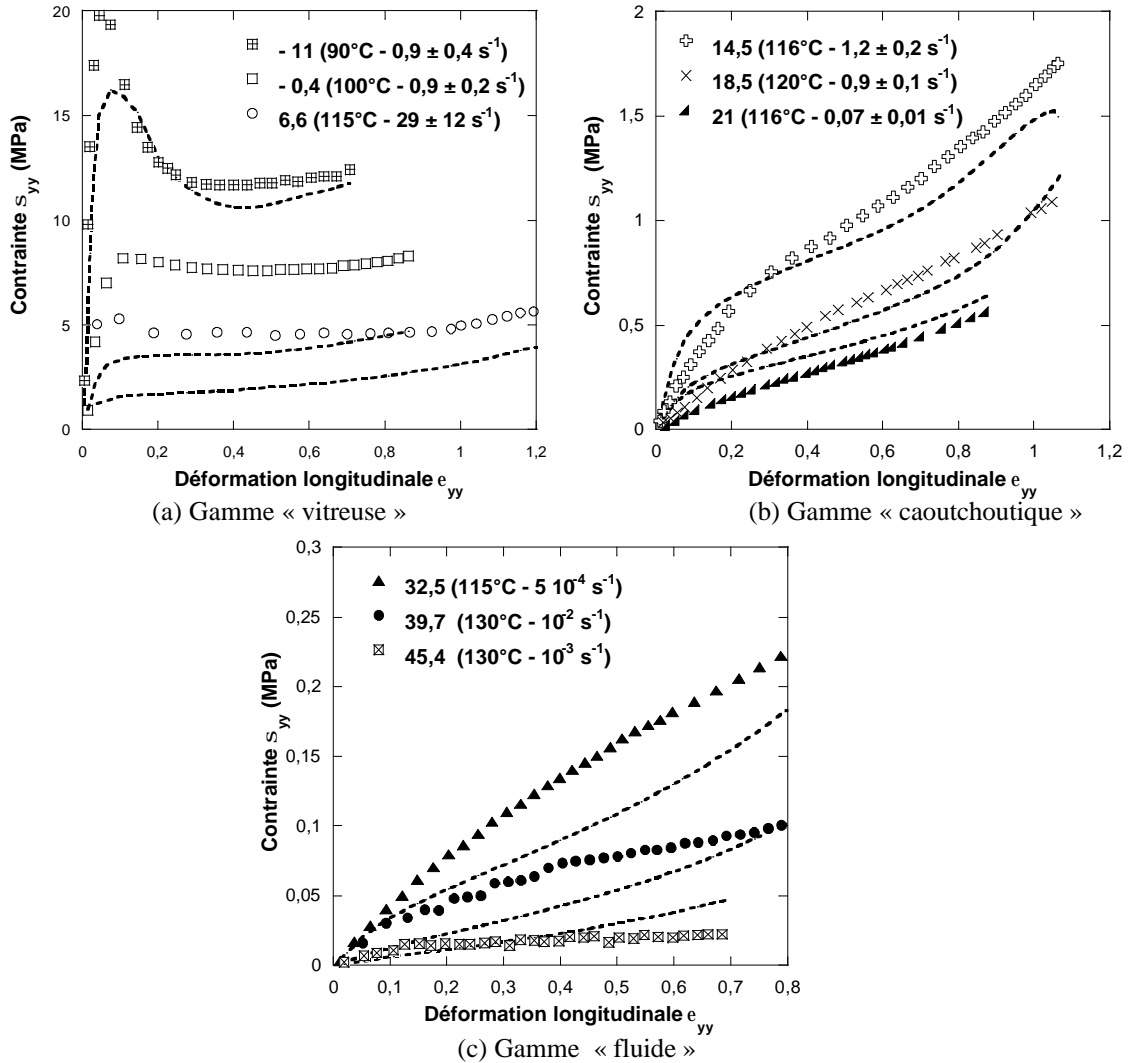 20
15
10
5
0
Contrainte s_yy (MPa)
- 11 (90°C - 0,9 ± 0,4 s^-1)
- 0,4 (100°C - 0,9 ± 0,2 s^-1)
6,6 (115°C - 29 ± 12 s^-1)
0 0,2 0,4 0,6 0,8 1 1,2
Déformation longitudinale e_yy
(a) Gamme « vitreuse »
2
1,5
1
0,5
0
Contrainte s_yy (MPa)
14,5 (116°C - 1,2 ± 0,2 s^-1)
18,5 (120°C - 0,9 ± 0,1 s^-1)
21 (116°C - 0,07 ± 0,01 s^-1)
0 0,2 0,4 0,6 0,8 1 1,2
Déformation longitudinale e_yy
(b) Gamme « caoutchoutique »
0,3
0,25
0,2
0,15
0,1
0,05
0
Contrainte s_yy (MPa)
32,5 (115°C - 5 10^-4 s^-1)
39,7 (130°C - 10^-2 s^-1)
45,4 (130°C - 10^-3 s^-1)
0 0,1 0,2 0,3 0,4 0,5 0,6 0,7 0,8
Déformation longitudinale e_yy
(c) Gamme « fluide »